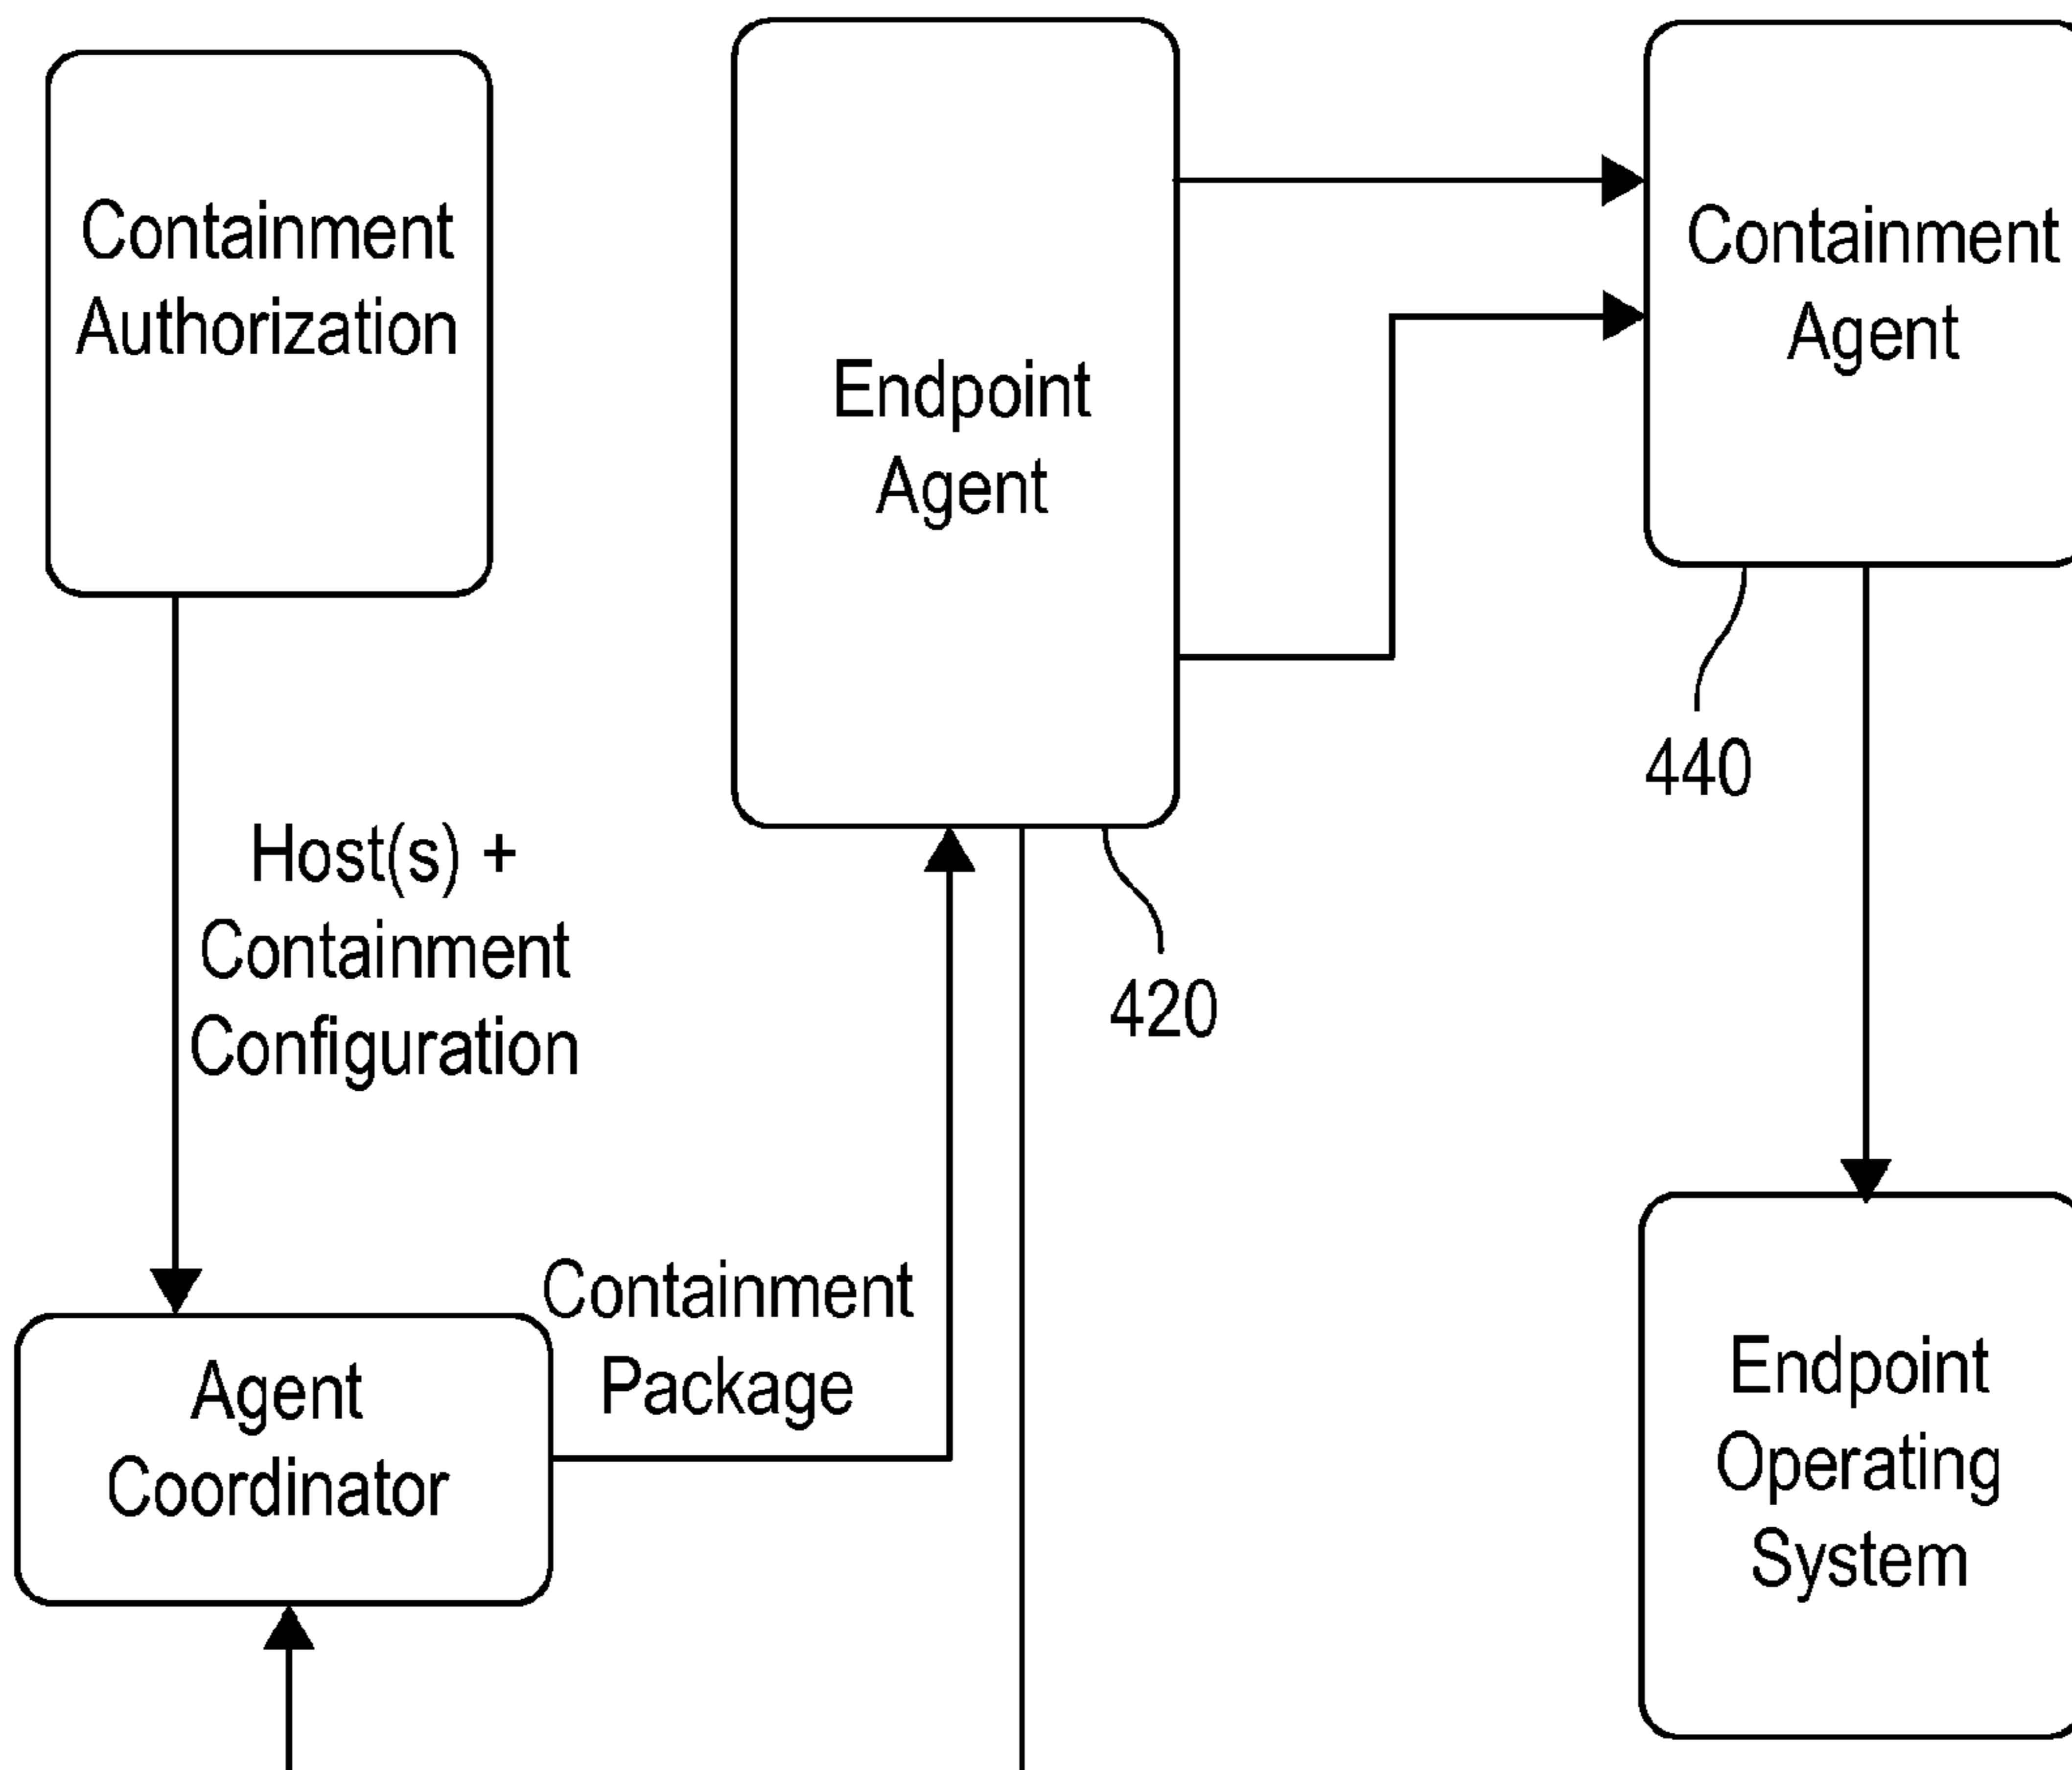 Containment
Authorization
Endpoint
Agent
Containment
Agent
440
420
Host(s) +
Containment
Configuration
Containment
Package
Agent
Coordinator
Endpoint
Operating
System